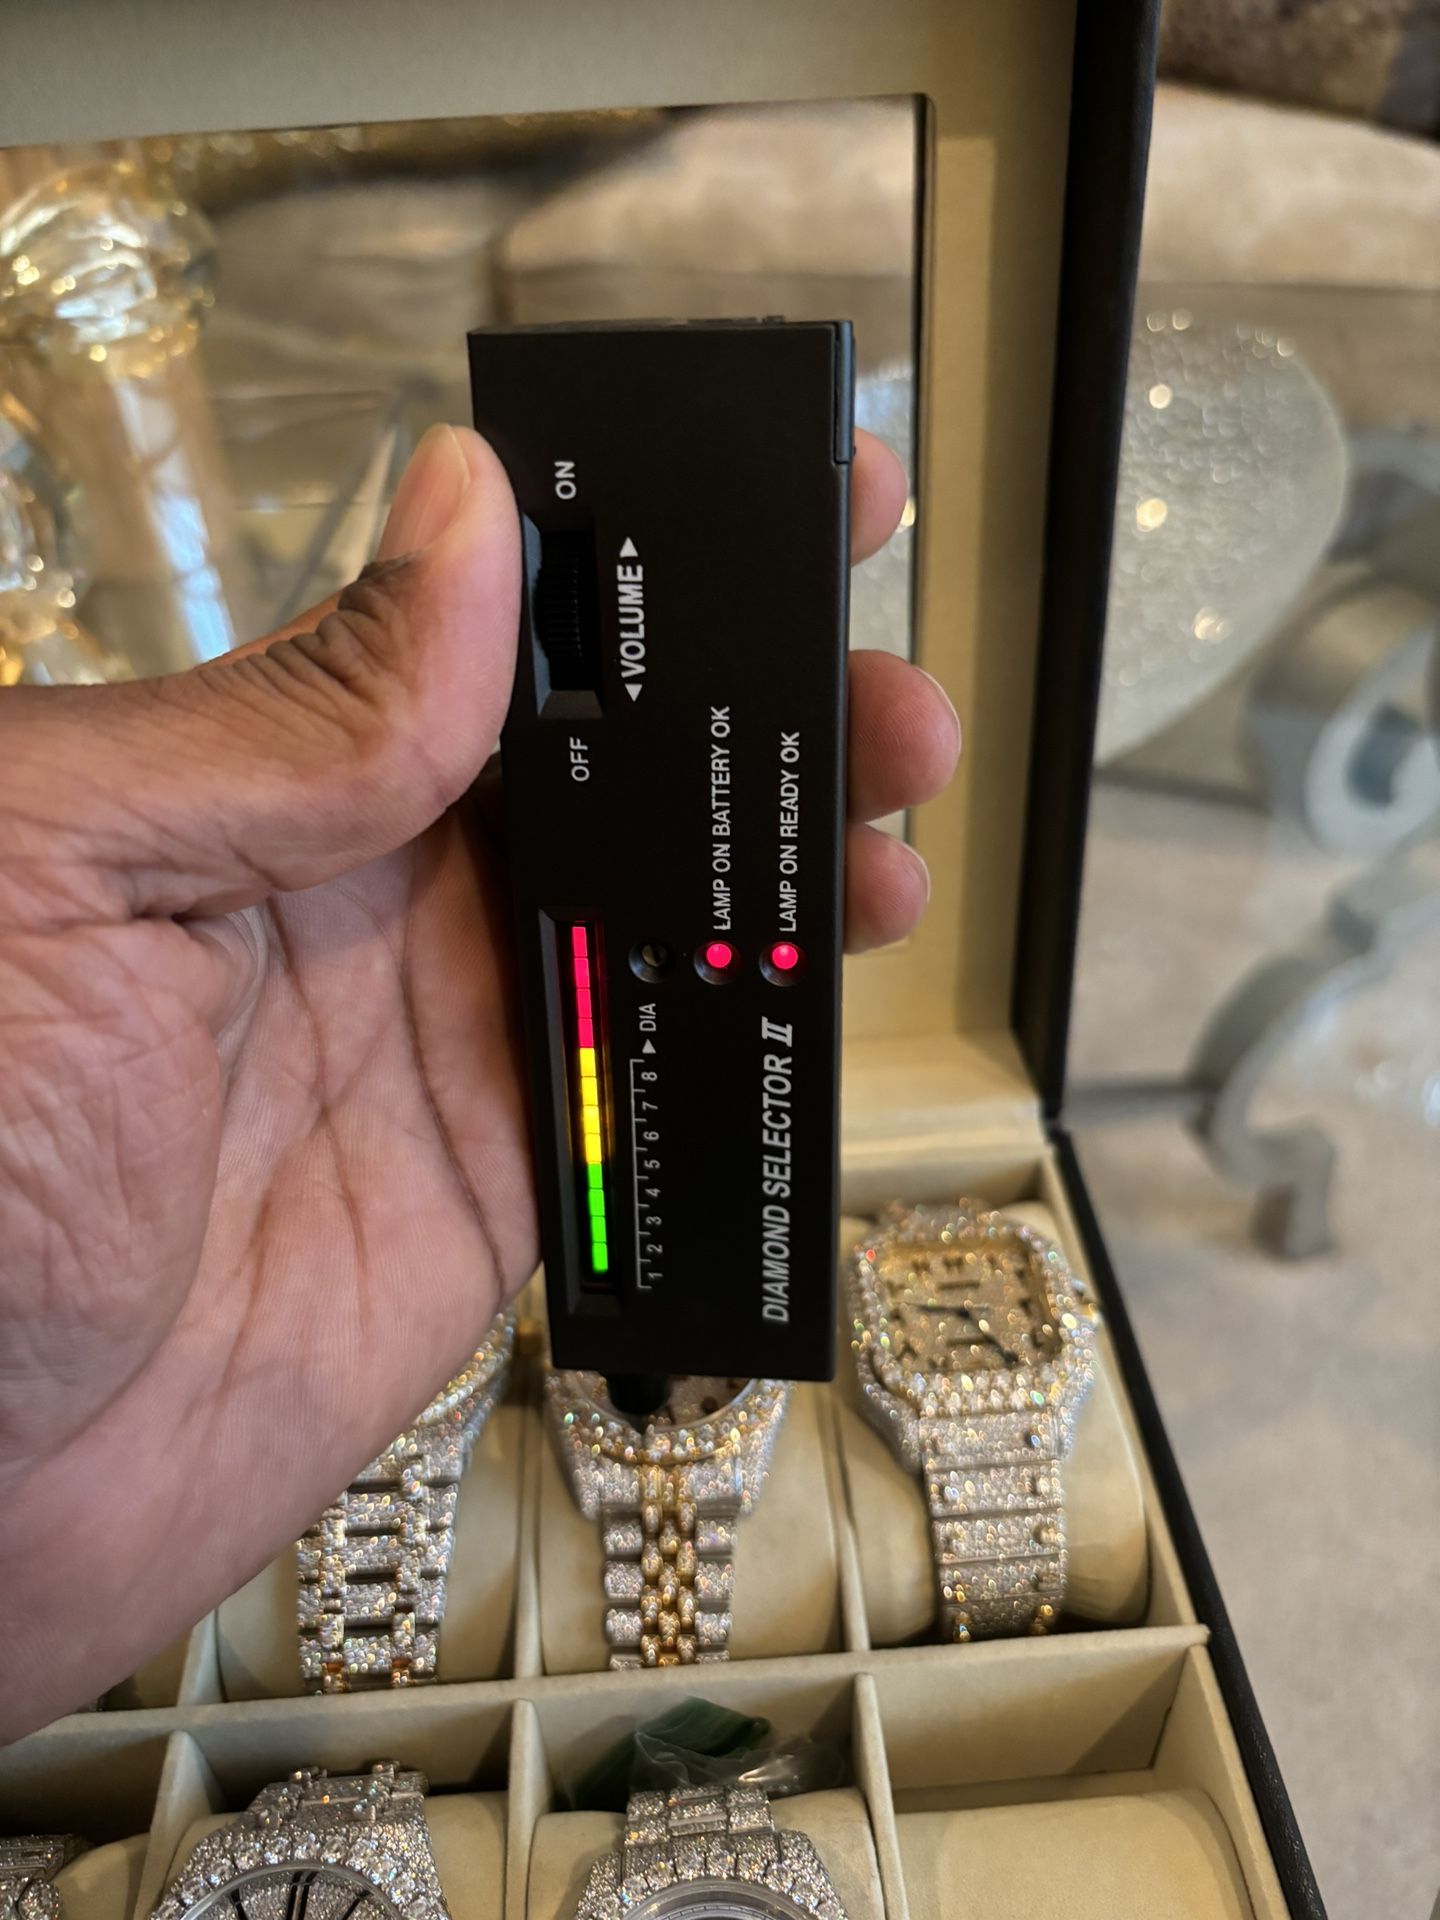 ON
◄VOLUME►
OFF
LAMP ON BATTERY OK
LAMP ON READY OK
1 2 3 4 5 6 7 8 ► DIA
DIAMOND SELECTOR II